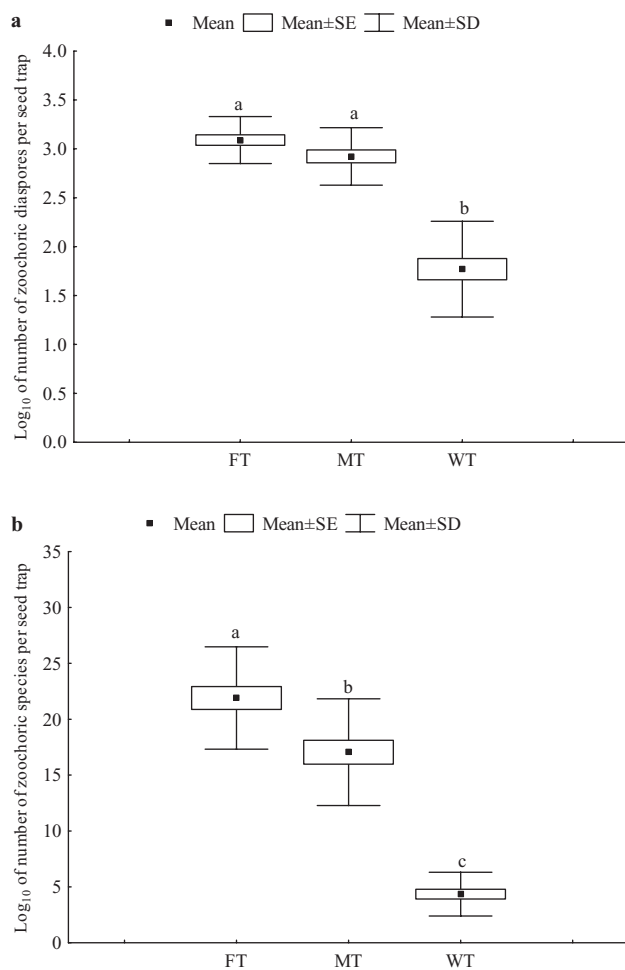 a
Mean Mean±SE Mean±SD
Log₁₀ of number of zoochoric diaspores per seed trap
4.0
3.5
3.0
2.5
2.0
1.5
1.0
0.5
0.0
a
a
b
FT MT WT
b
Mean Mean±SE Mean±SD
Log₁₀ of number of zoochoric species per seed trap
35
30
25
20
15
10
5
0
a
b
c
FT MT WT